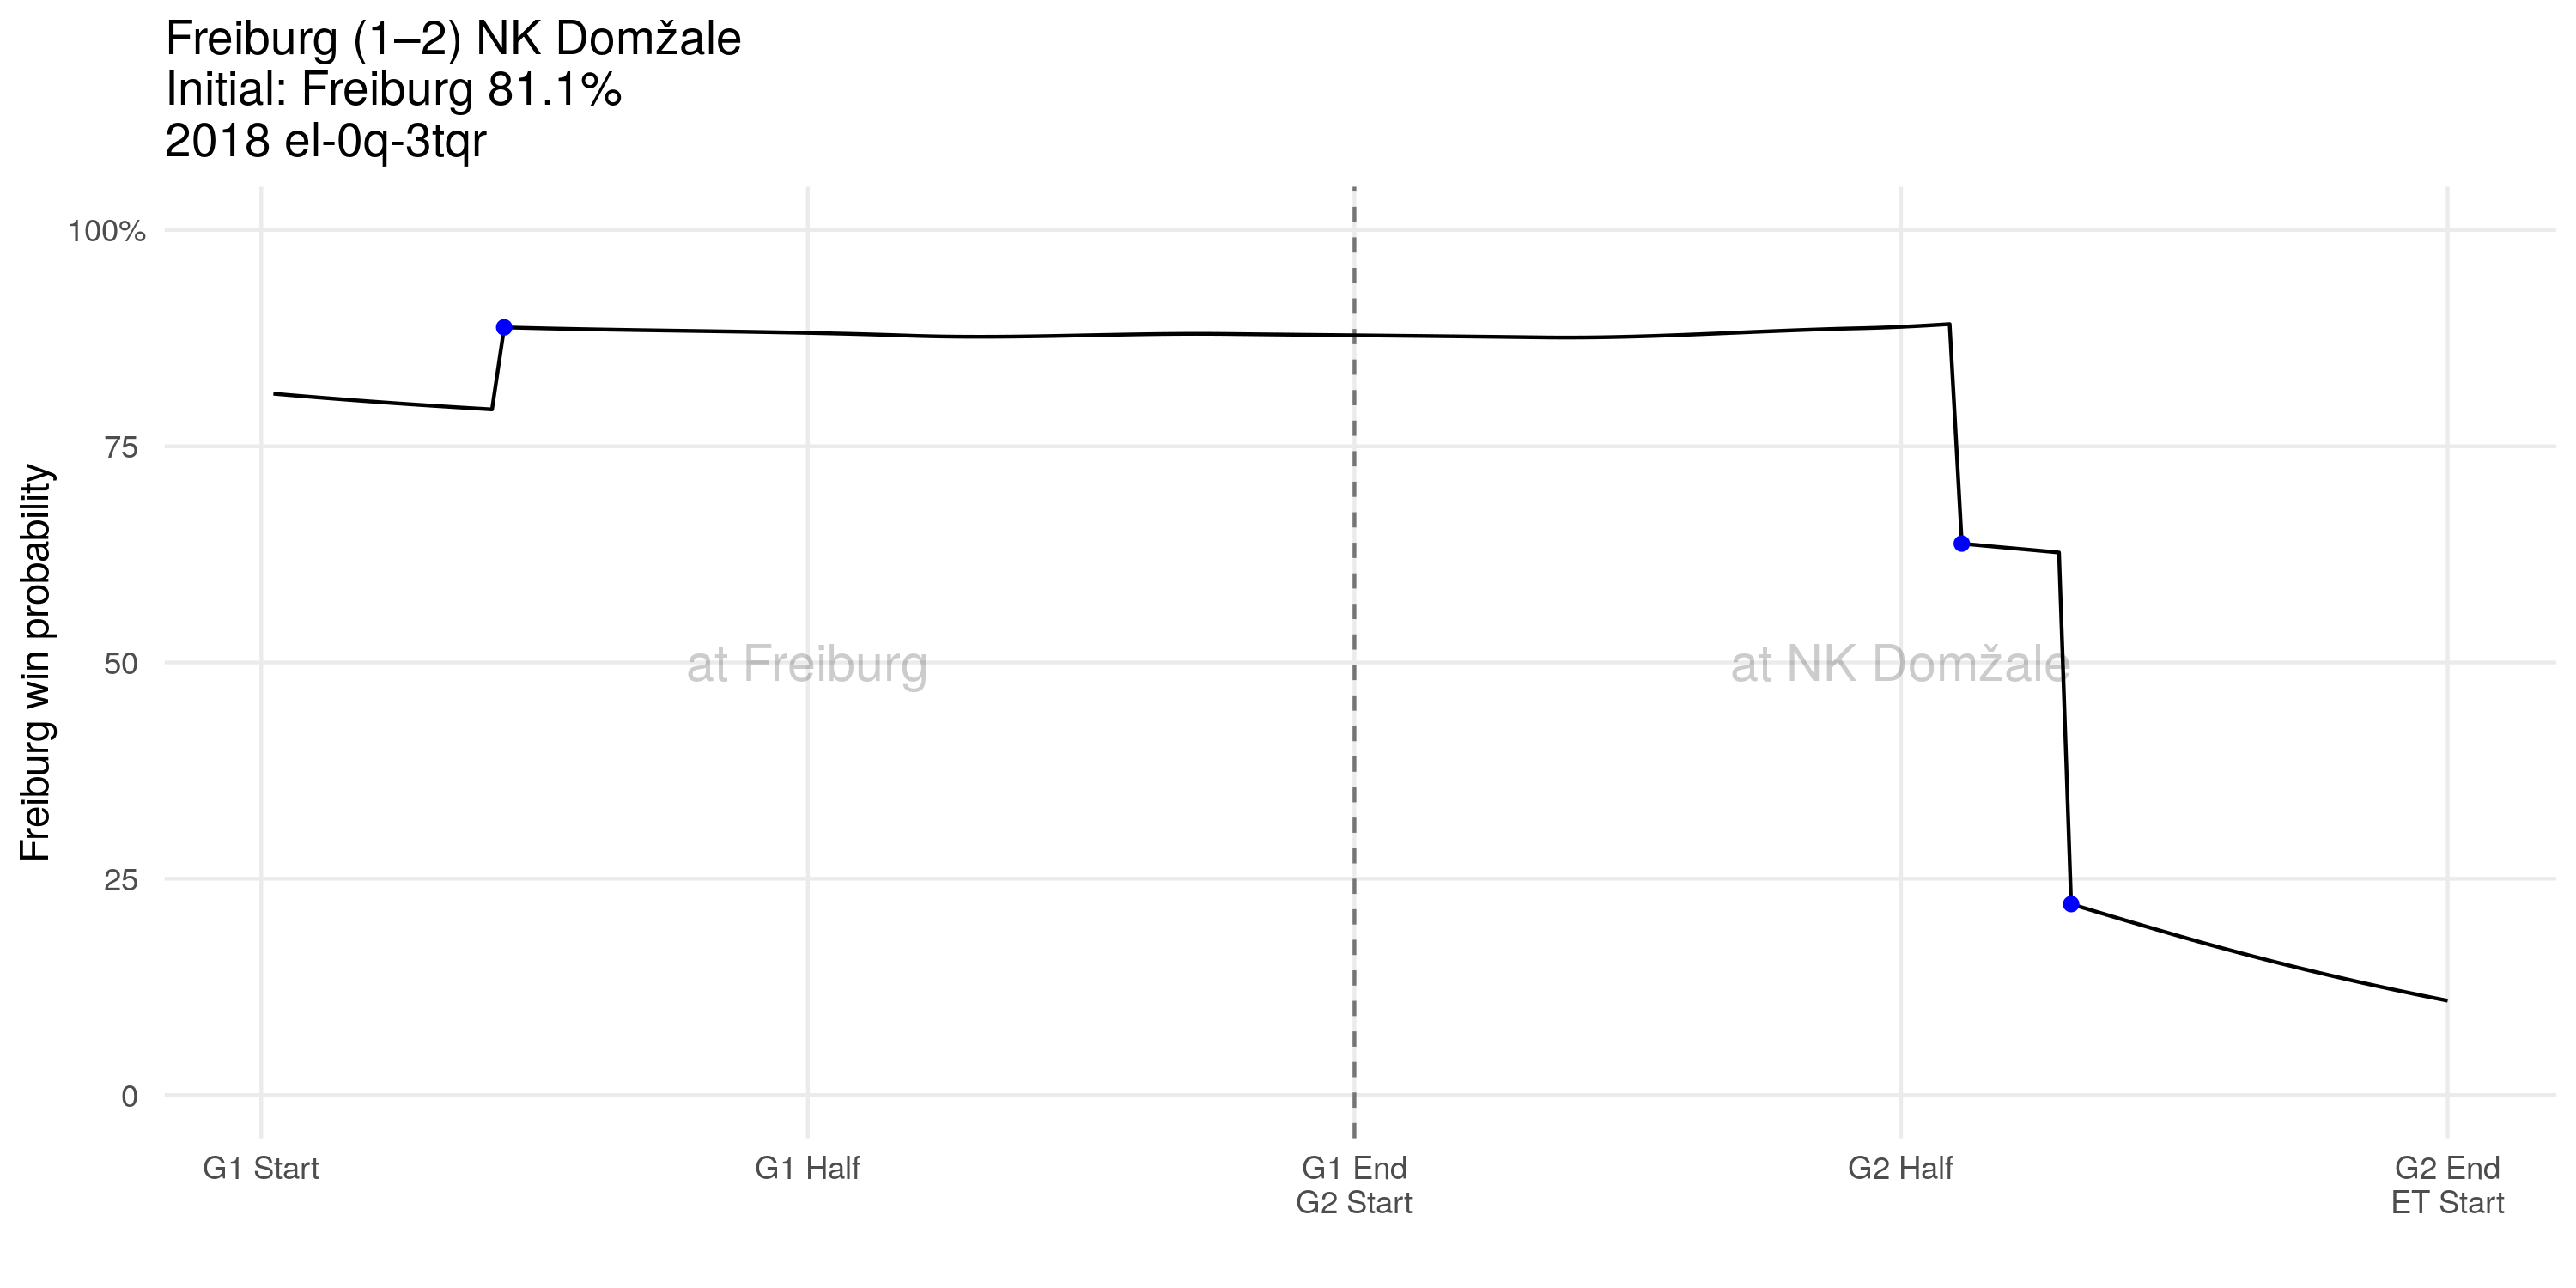 Freiburg (1–2) NK Domžale
Initial: Freiburg 81.1%
2018 el-0q-3tqr
Freiburg win probability
100%
75
50
25
0
at Freiburg
at NK Domžale
G1 Start
G1 Half
G1 End
G2 Start
G2 Half
G2 End
ET Start